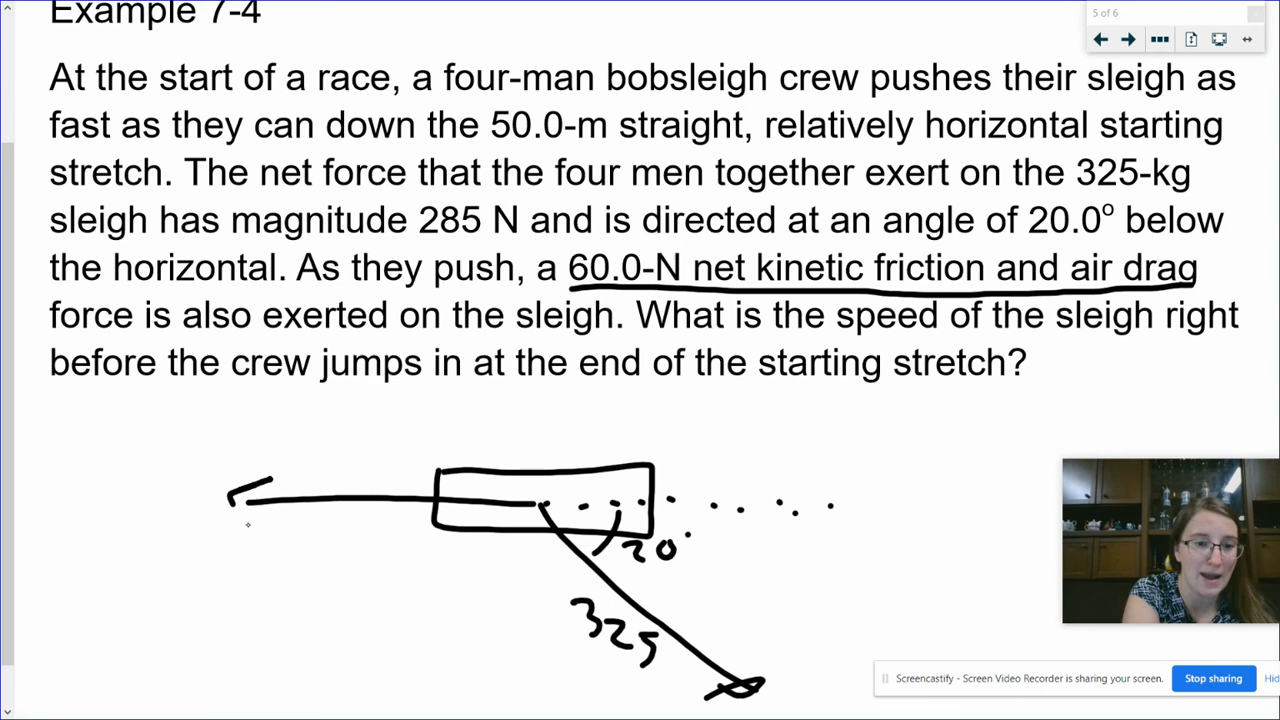 Example 7-4
5 of 6
At the start of a race, a four-man bobsleigh crew pushes their sleigh as
fast as they can down the 50.0-m straight, relatively horizontal starting
stretch. The net force that the four men together exert on the 325-kg
sleigh has magnitude 285 N and is directed at an angle of 20.0° below
the horizontal. As they push, a 60.0-N net kinetic friction and air drag
force is also exerted on the sleigh. What is the speed of the sleigh right
before the crew jumps in at the end of the starting stretch?
20°
325
Screencastify - Screen Video Recorder is sharing your screen.
Stop sharing
Hid